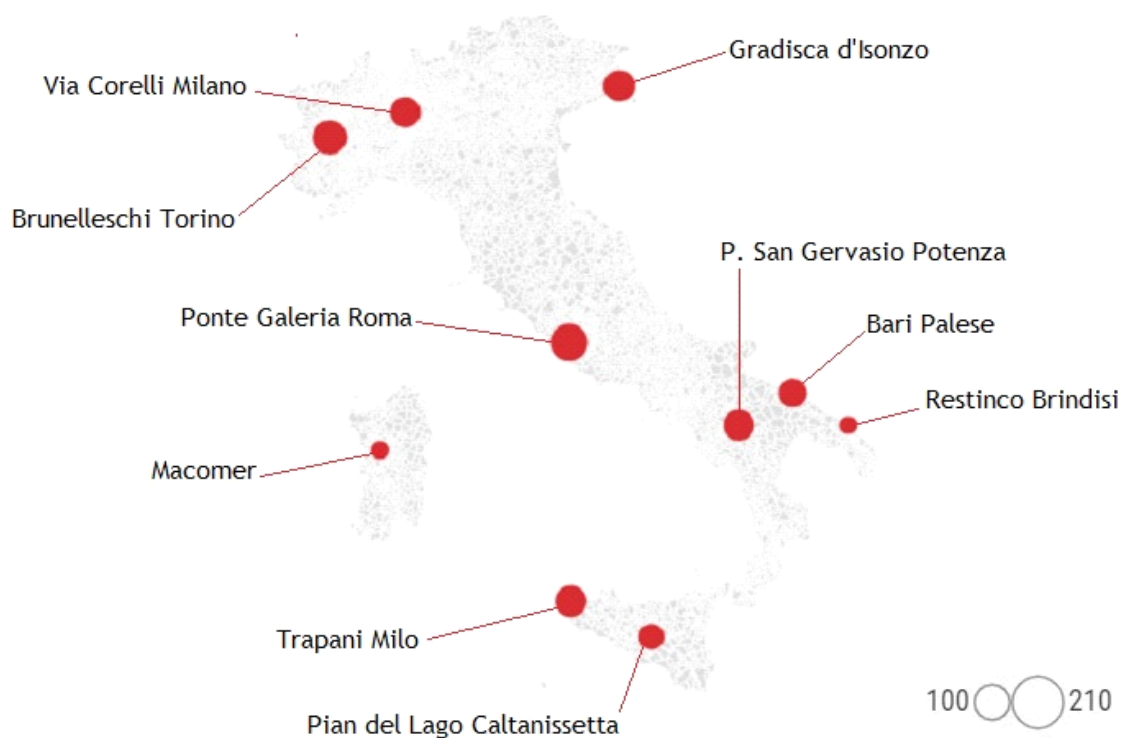 Gradisca d'Isonzo
Via Corelli Milano
Brunelleschi Torino
P. San Gervasio Potenza
Ponte Galeria Roma
Bari Palese
Restinco Brindisi
Macomer
Trapani Milo
Pian del Lago Caltanissetta
100 210